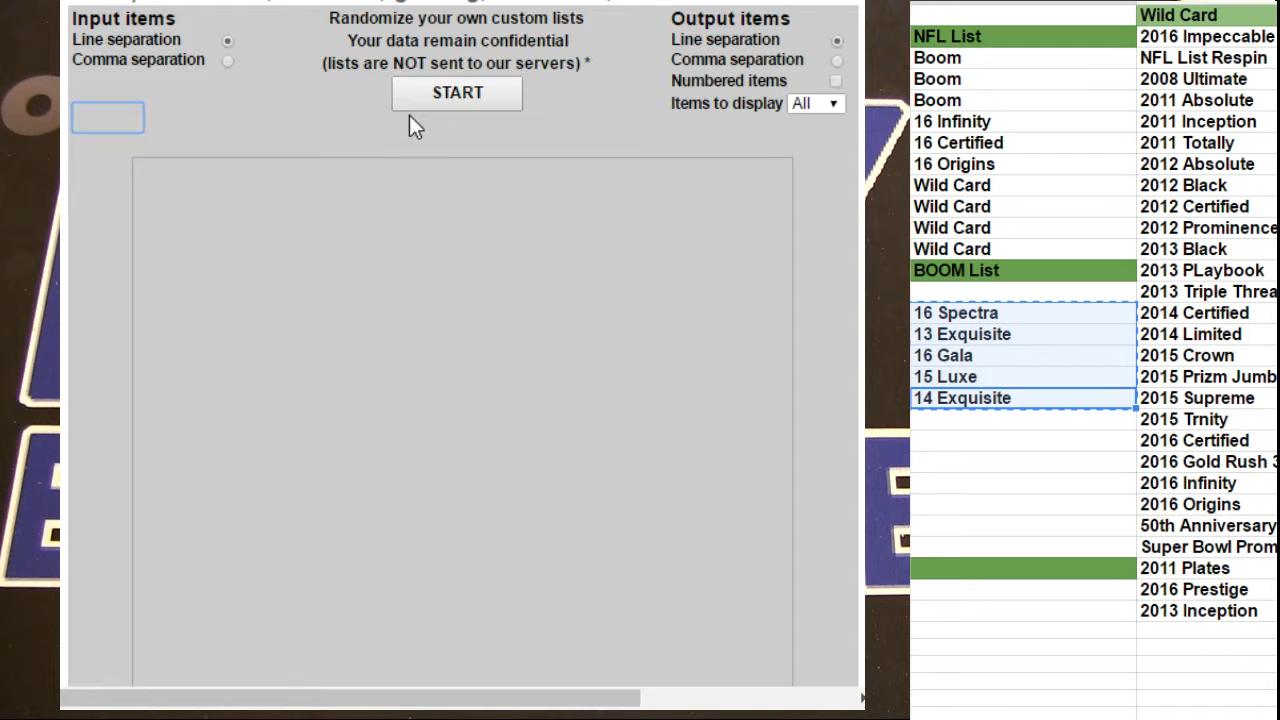 Input items
Line separation
Comma separation
Randomize your own custom lists
Your data remain confidential
(lists are NOT sent to our servers) *
START
Output items
Line separation
Comma separation
Numbered items
Items to display All
NFL List
Boom
Boom
Boom
16 Infinity
16 Certified
16 Origins
Wild Card
Wild Card
Wild Card
Wild Card
BOOM List
16 Spectra
13 Exquisite
16 Gala
15 Luxe
14 Exquisite
Wild Card
2016 Impeccable
NFL List Respin
2008 Ultimate
2011 Absolute
2011 Inception
2011 Totally
2012 Absolute
2012 Black
2012 Certified
2012 Prominence
2013 Black
2013 PLaybook
2013 Triple Threa
2014 Certified
2014 Limited
2015 Crown
2015 Prizm Jumb
2015 Supreme
2015 Trnity
2016 Certified
2016 Gold Rush 3
2016 Infinity
2016 Origins
50th Anniversary
Super Bowl Prom
2011 Plates
2016 Prestige
2013 Inception